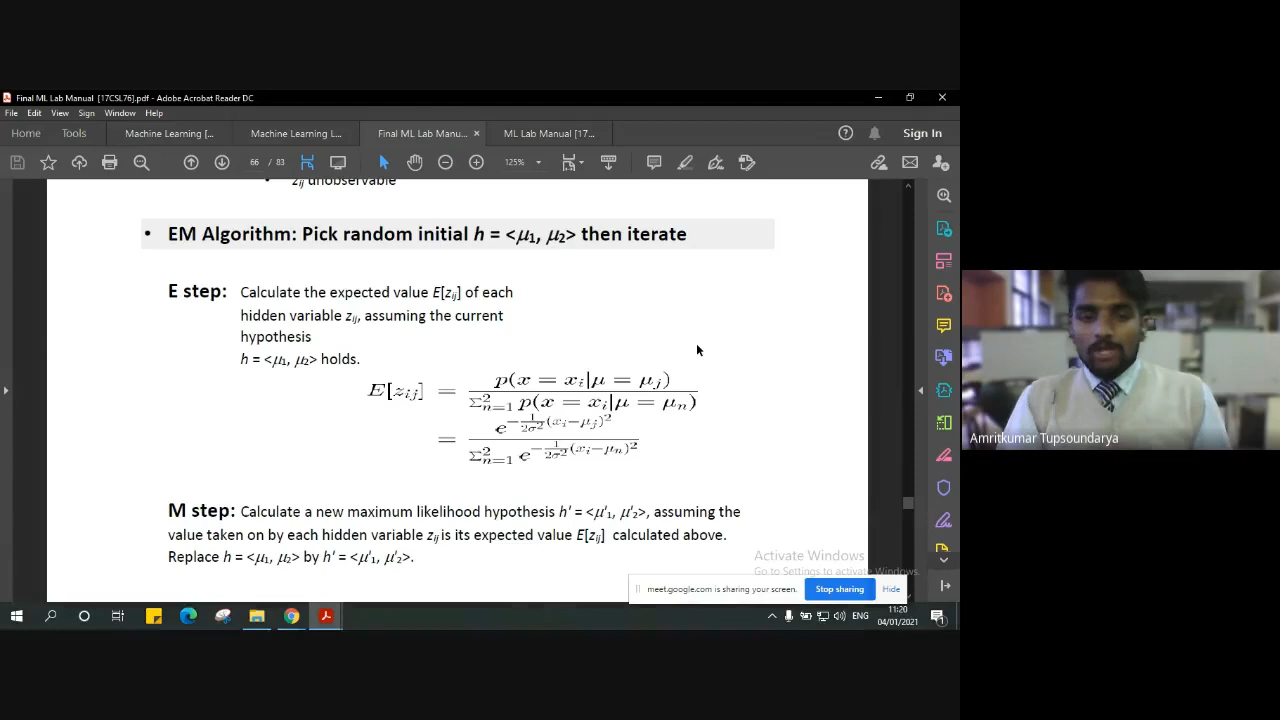 Final ML Lab Manual [17CSL76].pdf - Adobe Acrobat Reader DC
File Edit View Sign Window Help
Home Tools Machine Learning [... Machine Learning L... Final ML Lab Manu... × ML Lab Manual [17... Sign In
66 / 83 125%
zij unobservable
• EM Algorithm: Pick random initial h = <μ1, μ2> then iterate
E step: Calculate the expected value E[zij] of each
hidden variable zij, assuming the current
hypothesis
h = <μ1, μ2> holds.
E[zij] = p(x = xi|μ = μj) / Σ²n=1 p(x = xi|μ = μn)
= e^(-1/2σ²(xi−μj)²) / Σ²n=1 e^(-1/2σ²(xi−μn)²)
M step: Calculate a new maximum likelihood hypothesis h' = <μ'1, μ'2>, assuming the
value taken on by each hidden variable zij is its expected value E[zij] calculated above.
Replace h = <μ1, μ2> by h' = <μ'1, μ'2>.
Activate Windows
Go to Settings to activate Windows.
meet.google.com is sharing your screen. Stop sharing Hide
ENG
11:20
04/01/2021
Amritkumar Tupsoundarya